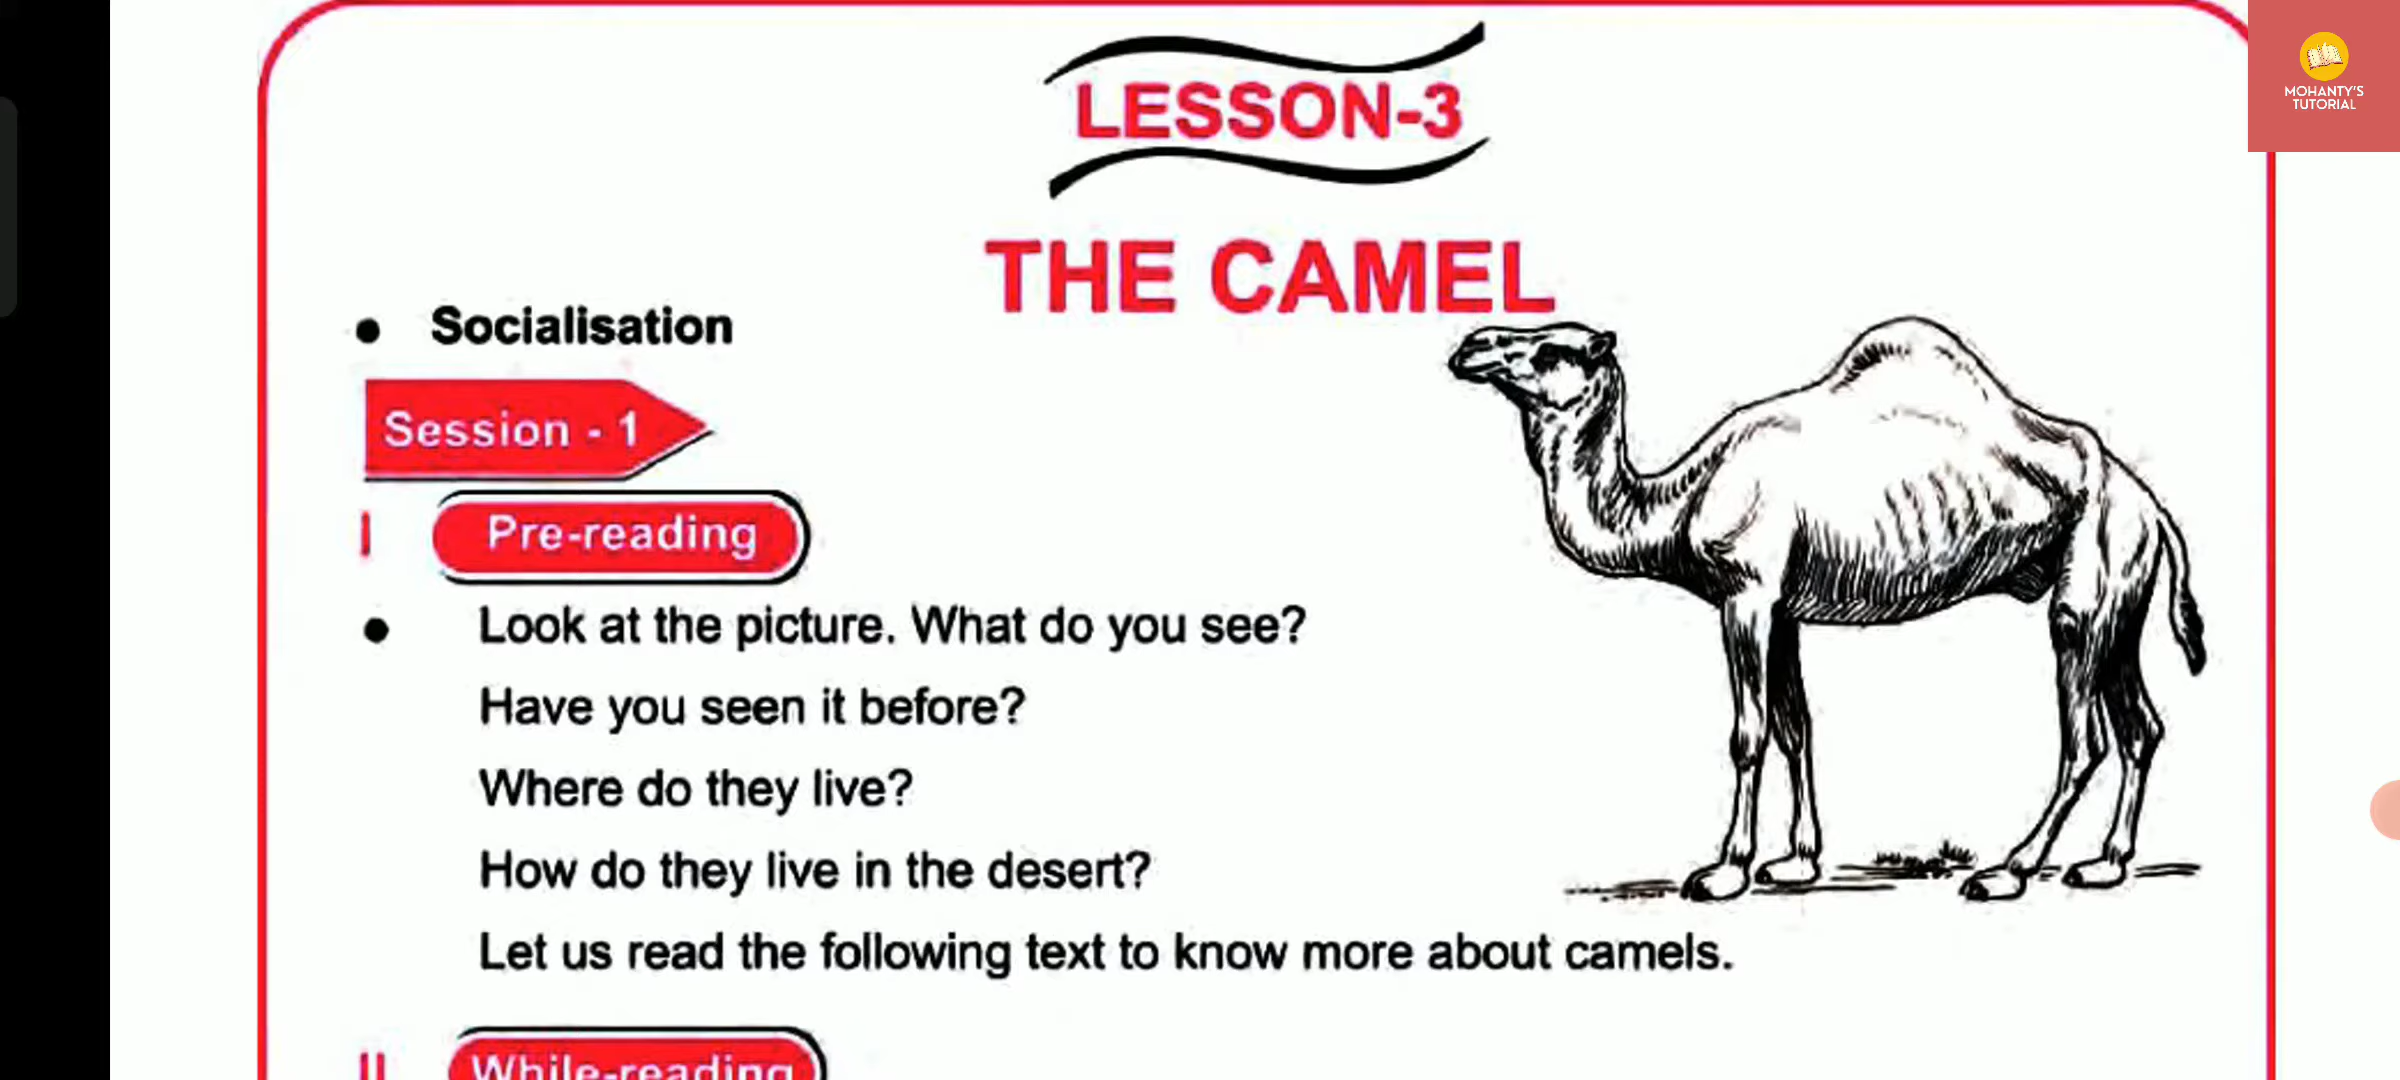 LESSON-3
MOHANTY'S
TUTORIAL
THE CAMEL
● Socialisation
Session - 1
I Pre-reading
● Look at the picture. What do you see?
Have you seen it before?
Where do they live?
How do they live in the desert?
Let us read the following text to know more about camels.
II While-reading